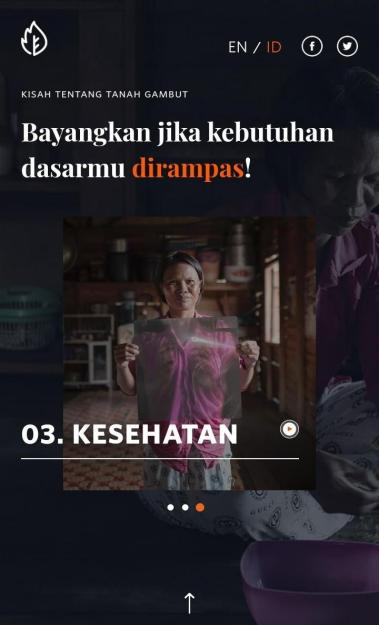 EN / ID
KISAH TENTANG TANAH GAMBUT
Bayangkan jika kebutuhan
dasarmu dirampas!
03. KESEHATAN